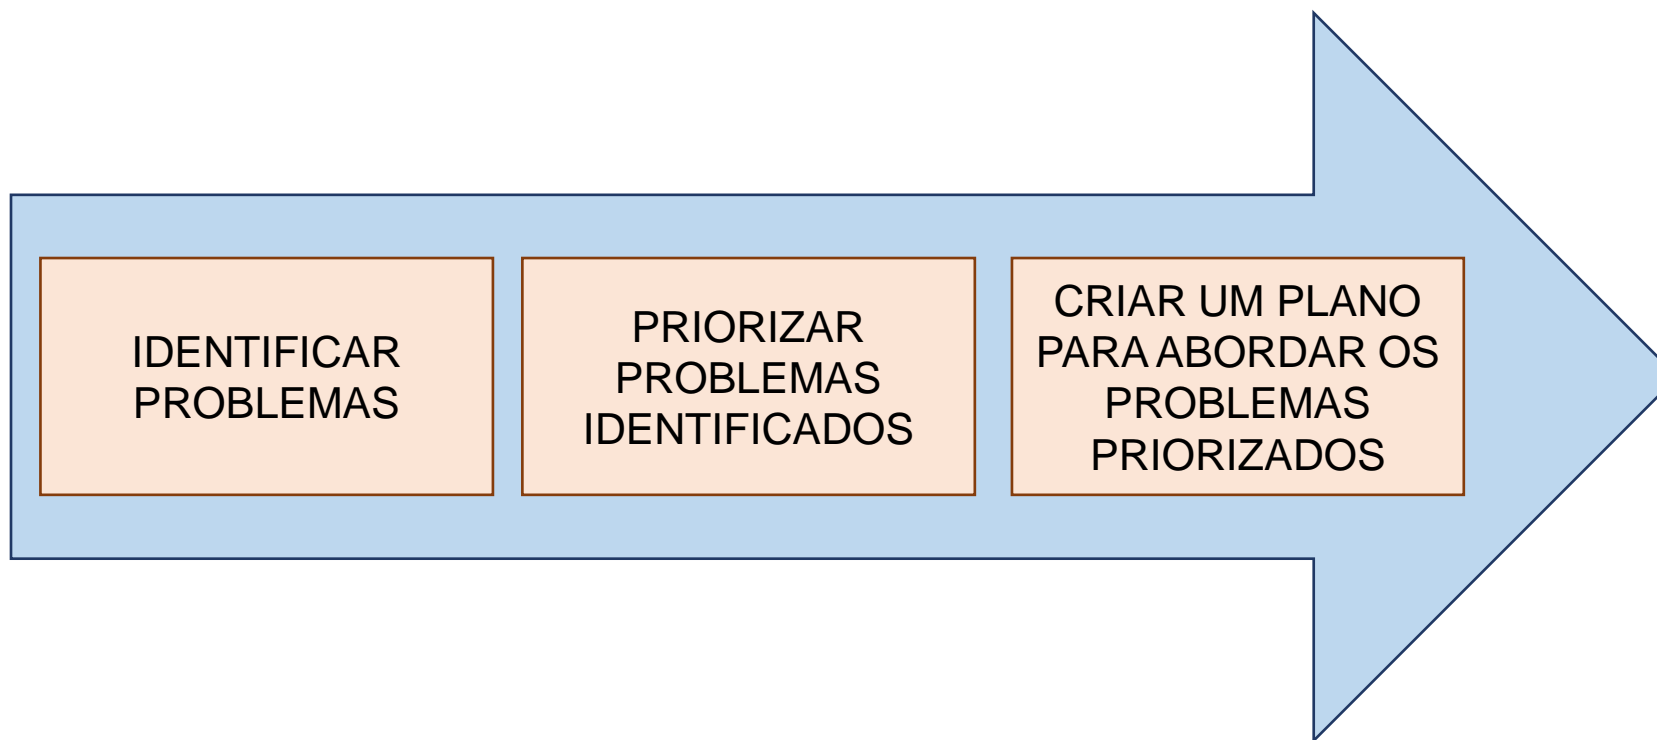 IDENTIFICAR
PROBLEMAS
PRIORIZAR
PROBLEMAS
IDENTIFICADOS
CRIAR UM PLANO
PARA ABORDAR OS
PROBLEMAS
PRIORIZADOS